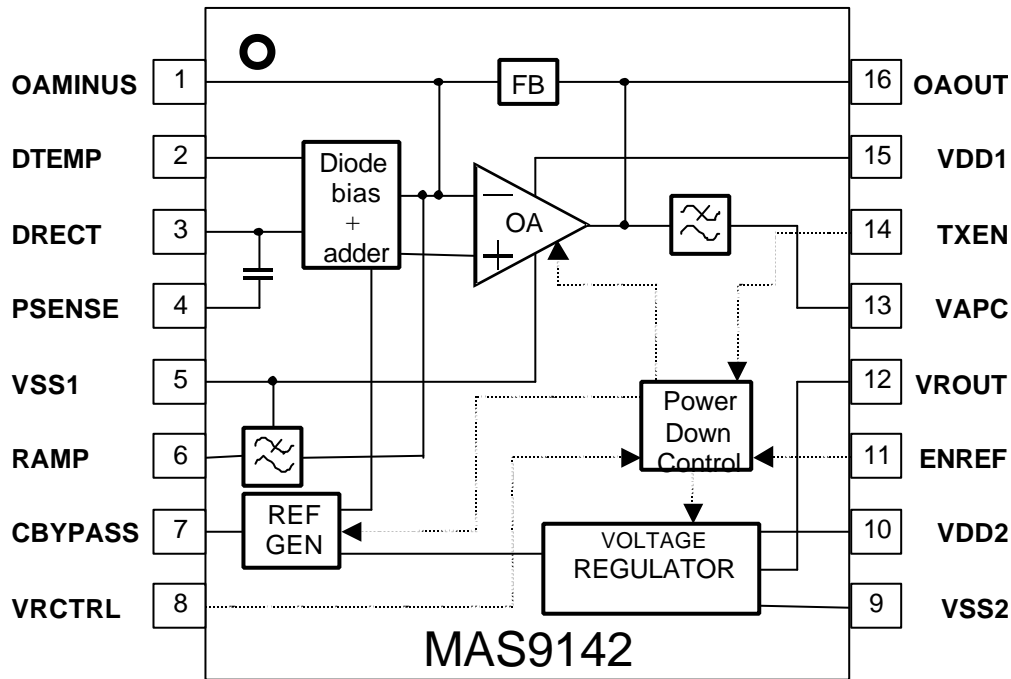 OAMINUS 1 FB 16 OAOUT
DTEMP 2 Diode 15 VDD1
bias
+
adder
OA
DRECT 3 14 TXEN
PSENSE 4 13 VAPC
VSS1 5 12 VROUT
Power
Down
Control
RAMP 6 11 ENREF
CBYPASS 7 REF 10 VDD2
GEN
VOLTAGE
REGULATOR
VRCTRL 8 9 VSS2
MAS9142